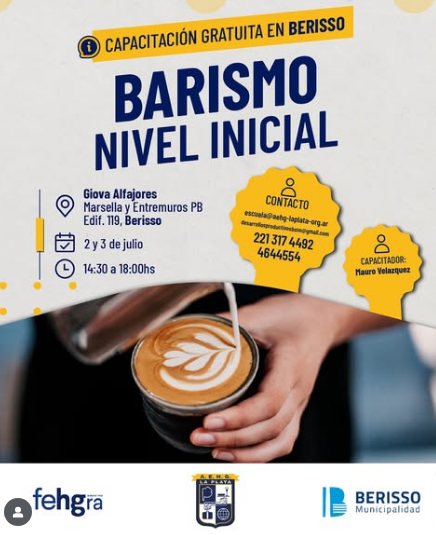 CAPACITACIÓN GRATUITA EN BERISSO
BARISMO
NIVEL INICIAL
Giova Alfajores
Marsella y Entremuros PB
Edif. 119, Berisso
2 y 3 de julio
14:30 a 18:00hs
CONTACTO
escuela@aehg-laplata-org.ar
221 317 4492
4644554
CAPACITADOR:
Mauro Velazquez
fehgra
A.E.H.G.
LA PLATA
BERISSO
Municipalidad